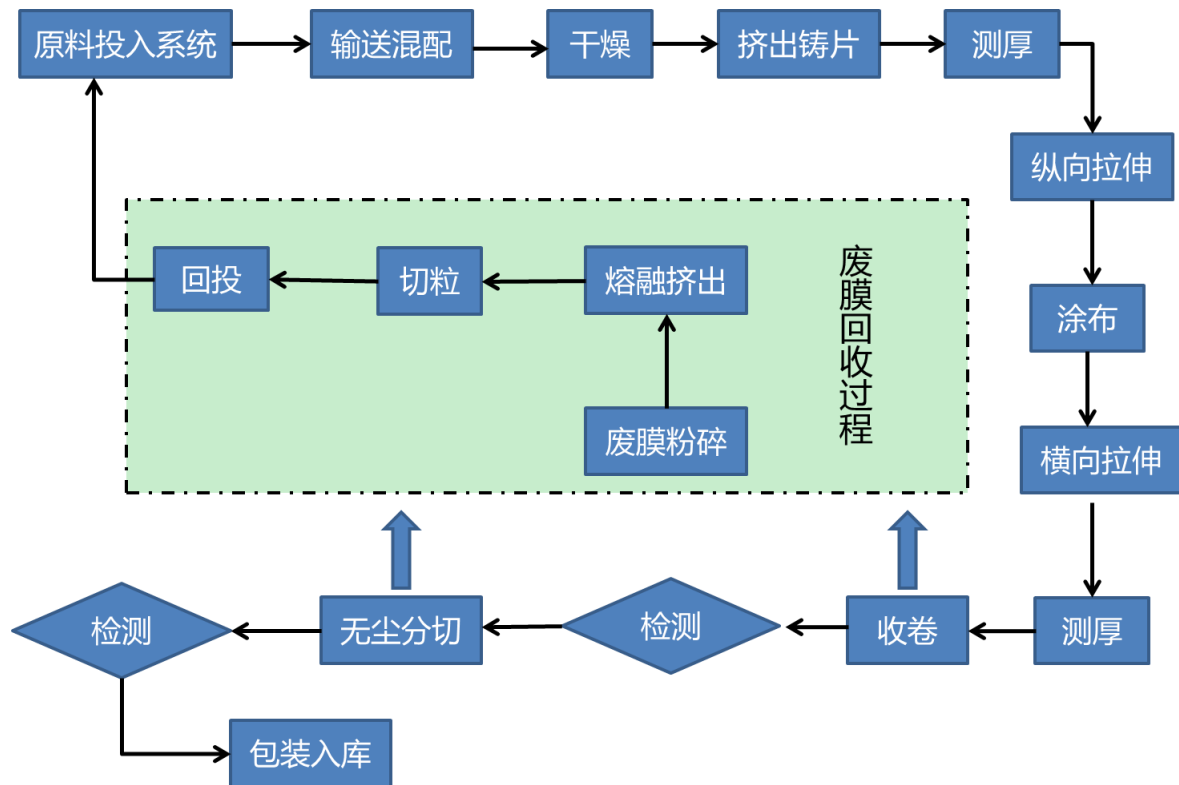 原料投入系统
输送混配
干燥
挤出铸片
测厚
纵向拉伸
涂布
横向拉伸
测厚
收卷
检测
无尘分切
检测
包装入库
废膜回收过程
废膜粉碎
熔融挤出
切粒
回投